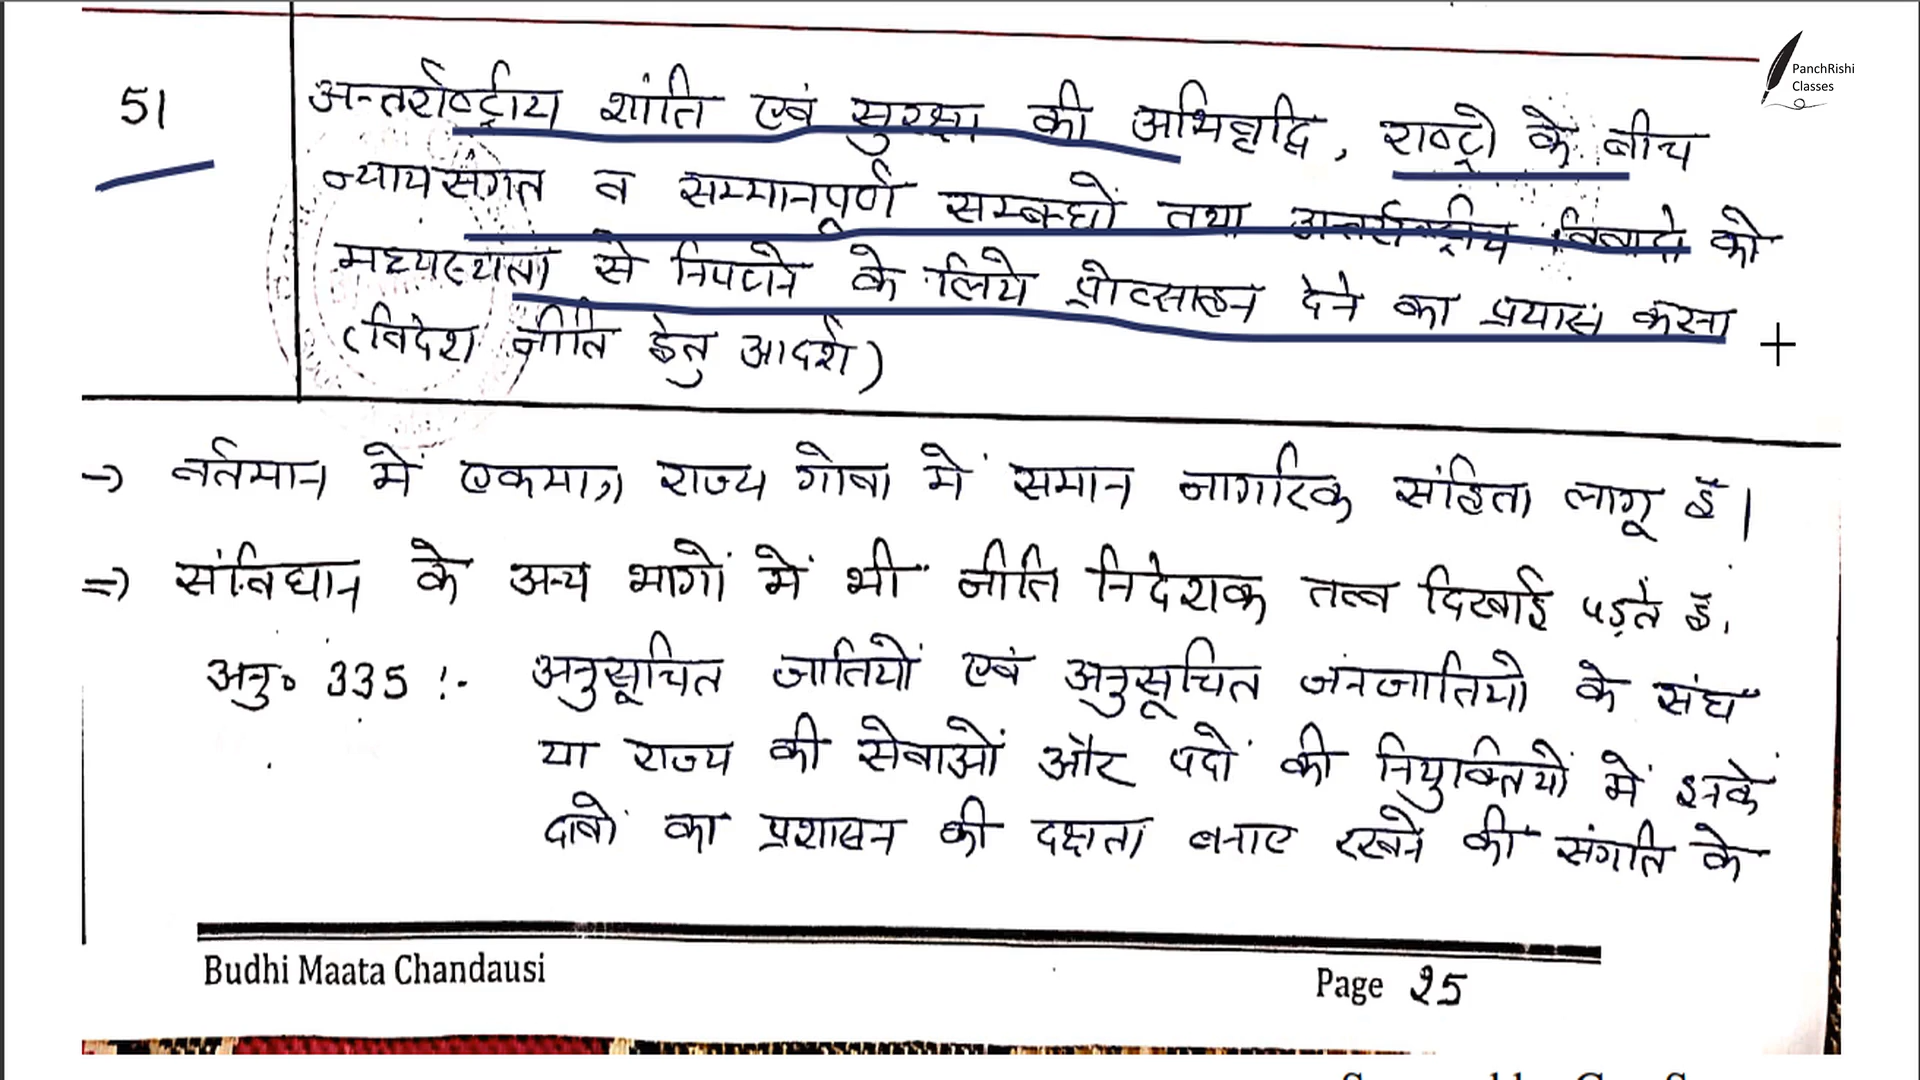 PanchRishi
Classes
51
अन्तर्राष्ट्रीय शांति एवं सुरक्षा की अभिवृद्धि, राष्ट्रो के बीच
न्यायसंगत व सम्मानपूर्ण सम्बन्धों तथा अन्तर्राष्ट्रीय विवादो को
मध्यस्थता से निपटाने के लिये प्रोत्साहन देने का प्रयास करना
(विदेश नीति हेतु आदर्श)
→ वर्तमान में एकमात्र राज्य गोवा में समान नागरिक संहिता लागू है।
⇒ संविधान के अन्य भागों में भी नीति निदेशक तत्व दिखाई पड़ते है.
अनु॰ 335 :- अनुसूचित जातियों एवं अनुसूचित जनजातियो के संघ
या राज्य की सेवाओं और पदों की नियुक्तियों में इनके
दावों का प्रशासन की दक्षता बनाए रखने की संगति के
Budhi Maata Chandausi
Page 25